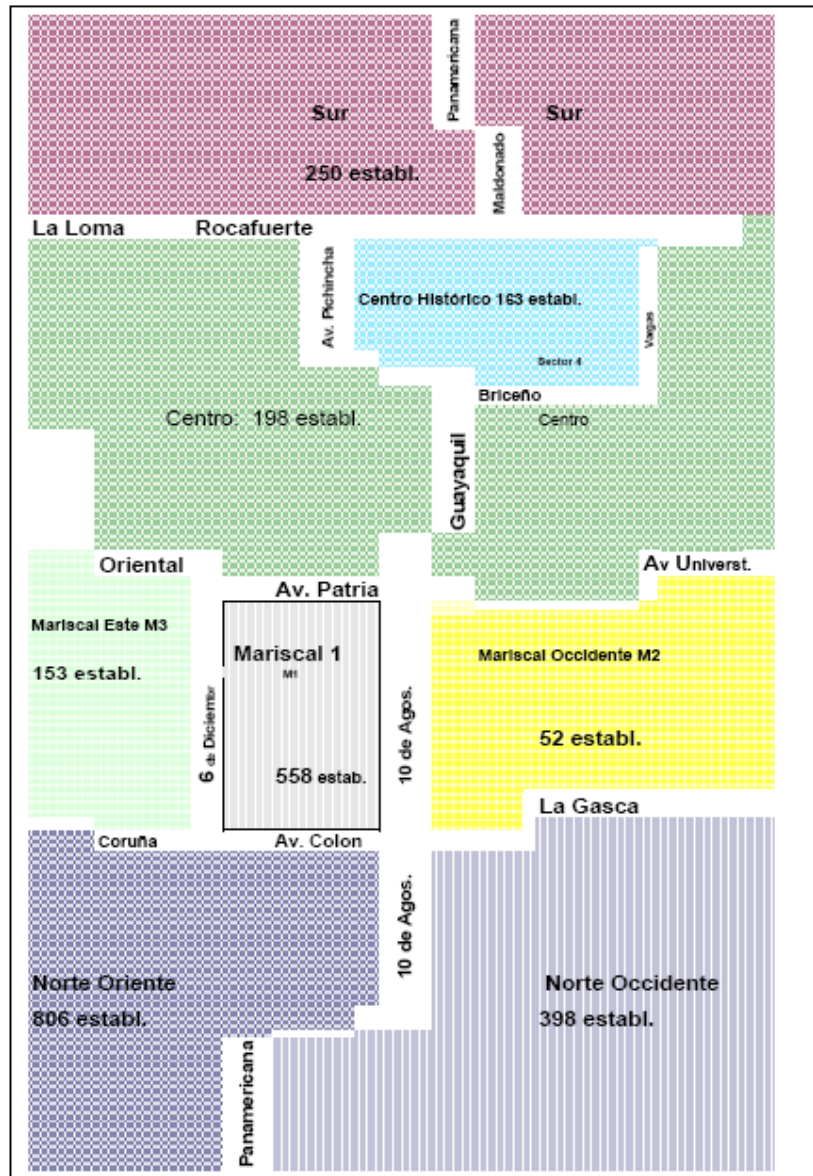 Panamericana
Sur
Sur
250 establ.
Maldonado
La Loma
Rocafuerte
Av. Pichincha
Centro Histórico 163 establ.
Vargas
Sector 4
Briceño
Centro: 198 establ.
Centro
Guayaquil
Oriental
Av Universt.
Av. Patria
Mariscal Este M3
Mariscal 1
Mariscal Occidente M2
M1
153 establ.
6 de Diciembr
10 de Agos.
52 establ.
558 estab.
La Gasca
Coruña
Av. Colon
10 de Agos.
Norte Oriente
Norte Occidente
806 establ.
398 establ.
Panamericana